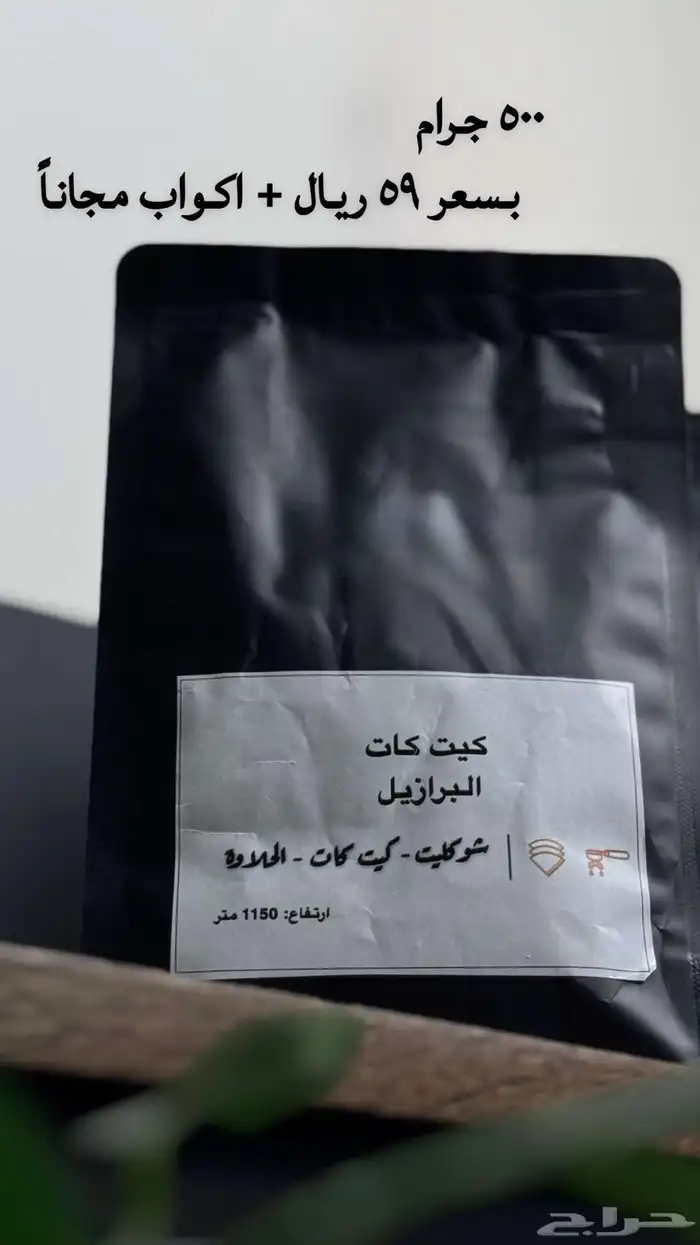 ٥٠٠ جرام
بسعر ٥٩ ريال + اكواب مجاناً
كيت كات
البرازيل
شوكليت - كيت كات - الحلاوة
ارتفاع: 1150 متر
حراج